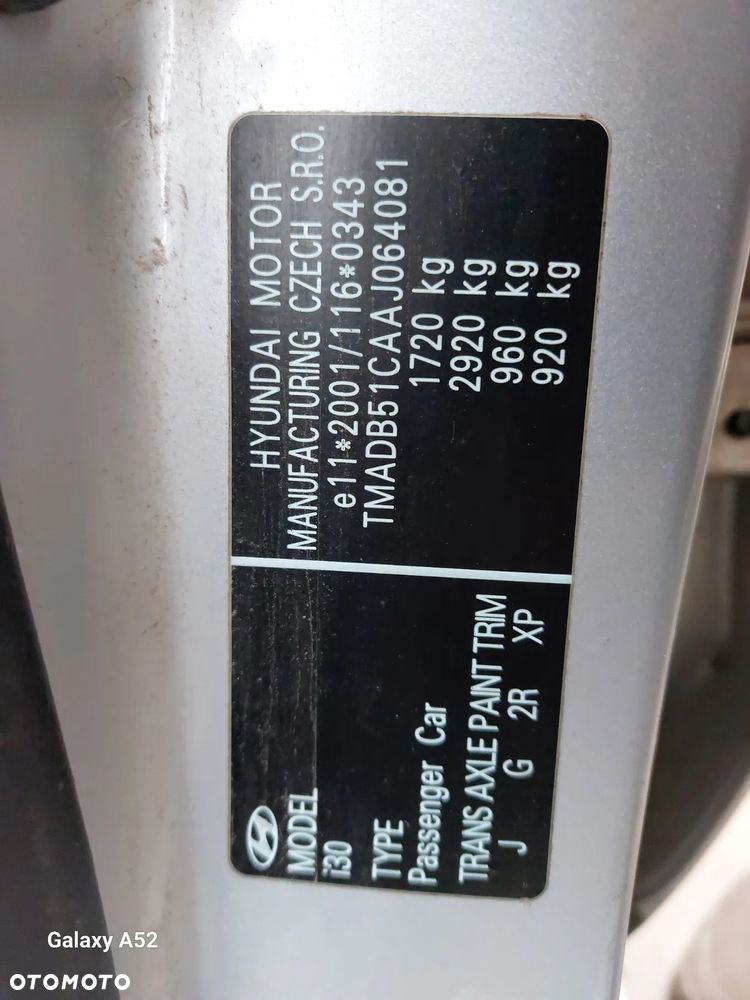 HYUNDAI MOTOR
MANUFACTURING CZECH S.R.O.
e11*2001/116*0343
TMADB51CAAJ064081
1720 kg
2920 kg
960 kg
920 kg
MODEL
i30
TYPE
Passenger Car
TRANS AXLE PAINT TRIM
J G 2R XP
Galaxy A52
OTOMOTO